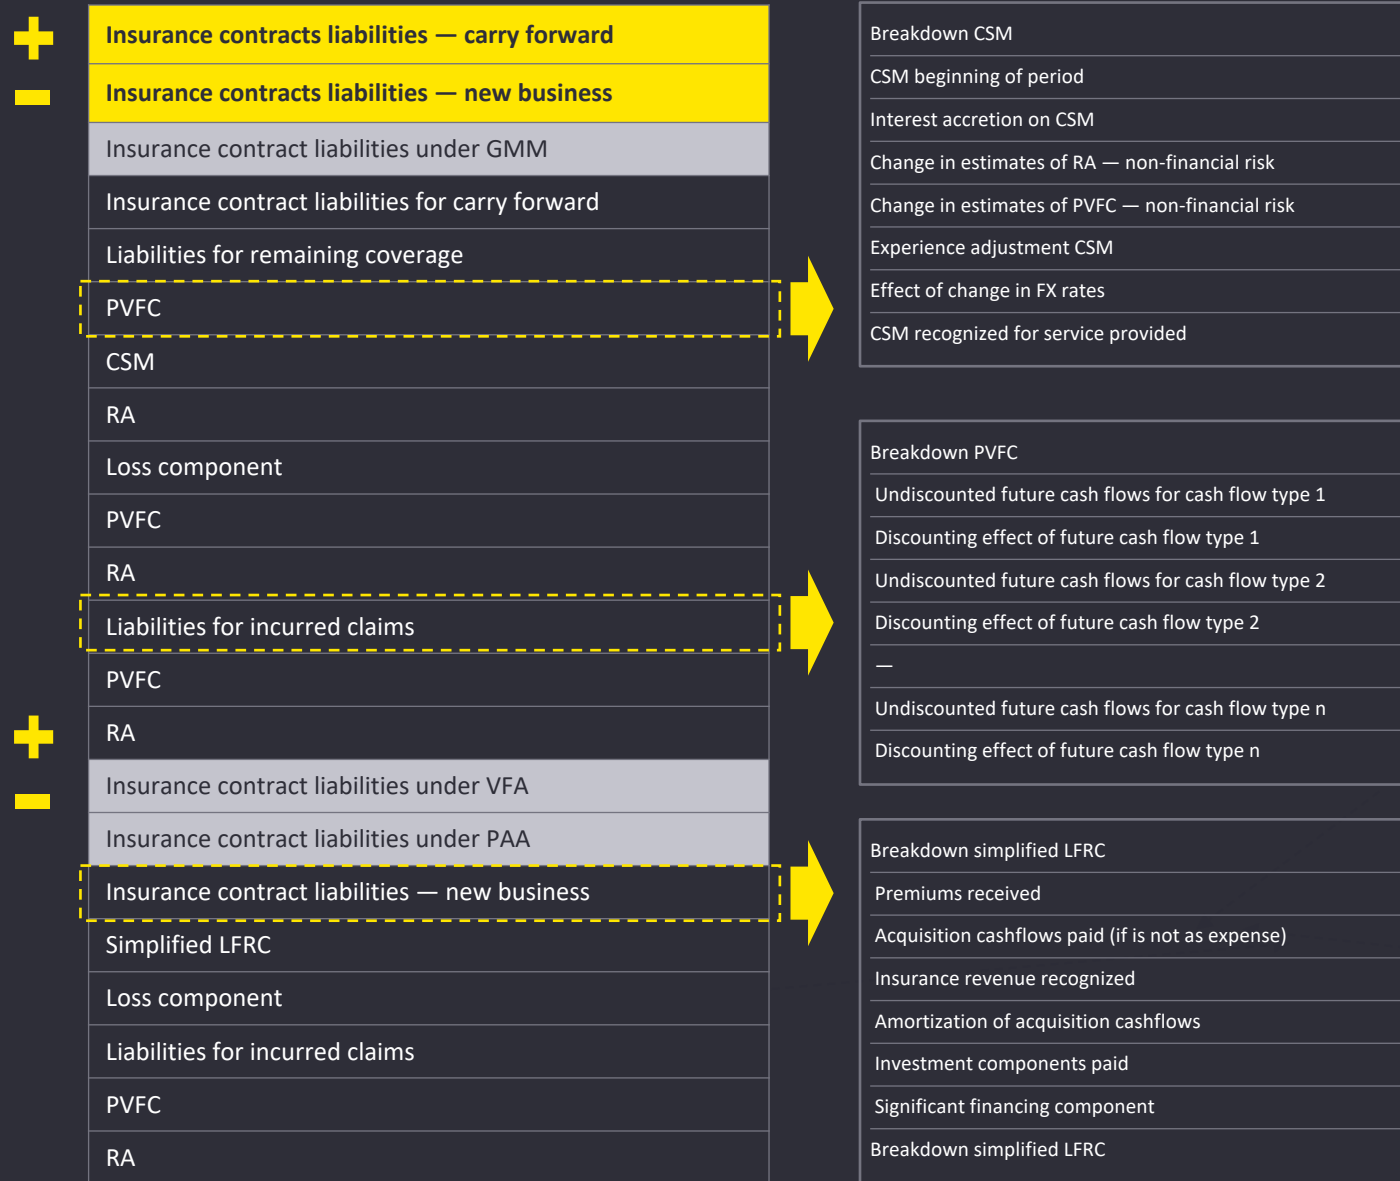 Insurance contracts liabilities — carry forward
Insurance contracts liabilities — new business
Insurance contract liabilities under GMM
Insurance contract liabilities for carry forward
Liabilities for remaining coverage
PVFC
CSM
RA
Loss component
PVFC
RA
Liabilities for incurred claims
PVFC
RA
Insurance contract liabilities under VFA
Insurance contract liabilities under PAA
Insurance contract liabilities — new business
Simplified LFRC
Loss component
Liabilities for incurred claims
PVFC
RA
Breakdown CSM
CSM beginning of period
Interest accretion on CSM
Change in estimates of RA — non-financial risk
Change in estimates of PVFC — non-financial risk
Experience adjustment CSM
Effect of change in FX rates
CSM recognized for service provided
Breakdown PVFC
Undiscounted future cash flows for cash flow type 1
Discounting effect of future cash flow type 1
Undiscounted future cash flows for cash flow type 2
Discounting effect of future cash flow type 2
—
Undiscounted future cash flows for cash flow type n
Discounting effect of future cash flow type n
Breakdown simplified LFRC
Premiums received
Acquisition cashflows paid (if is not as expense)
Insurance revenue recognized
Amortization of acquisition cashflows
Investment components paid
Significant financing component
Breakdown simplified LFRC